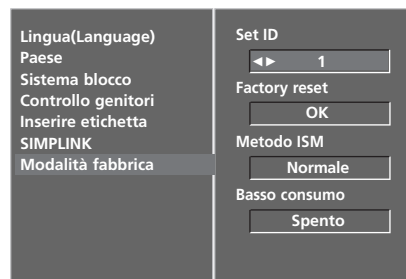 Lingua(Language)
Paese
Sistema blocco
Controllo genitori
Inserire etichetta
SIMPLINK
Modalità fabbrica
Set ID
◄► 1
Factory reset
OK
Metodo ISM
Normale
Basso consumo
Spento